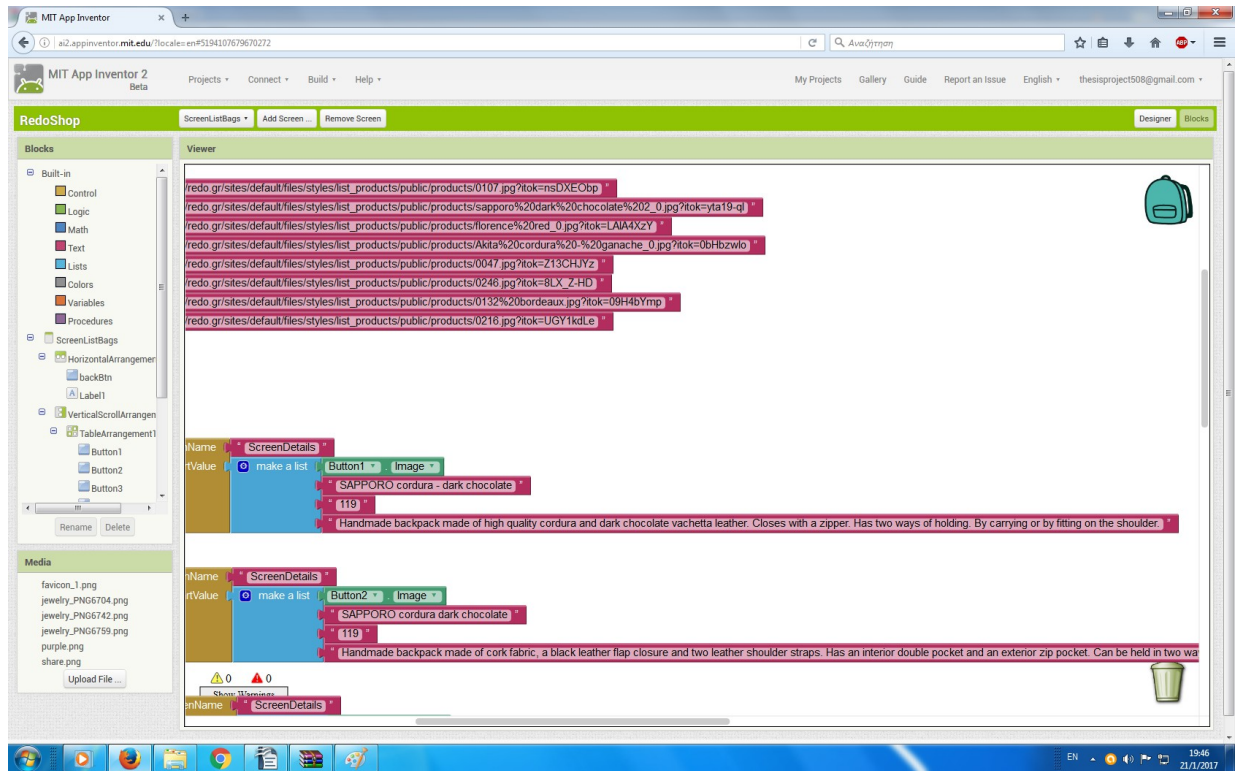 MIT App Inventor × +
ai2.appinventor.mit.edu/?locale=en#5194107679670272 Αναζήτηση ABP
MIT App Inventor 2 Projects Connect Build Help My Projects Gallery Guide Report an Issue English thesisproject508@gmail.com
Beta
RedoShop ScreenListBags Add Screen ... Remove Screen Designer Blocks
Blocks Viewer
Built-in
Control
Logic
Math
Text
Lists
Colors
Variables
Procedures
ScreenListBags
HorizontalArrangemer
backBtn
A Label1
VerticalScrollArrangen
TableArrangement1
Button1
Button2
Button3
Rename Delete
Media
favicon_1.png
jewelry_PNG6704.png
jewelry_PNG6742.png
jewelry_PNG6759.png
purple.png
share.png
Upload File ...
/redo.gr/sites/default/files/styles/list_products/public/products/0107.jpg?itok=nsDXEObp "
/redo.gr/sites/default/files/styles/list_products/public/products/sapporo%20dark%20chocolate%202_0.jpg?itok=yta19-qI "
/redo.gr/sites/default/files/styles/list_products/public/products/florence%20red_0.jpg?itok=LAIA4XzY "
/redo.gr/sites/default/files/styles/list_products/public/products/Akita%20cordura%20-%20ganache_0.jpg?itok=0bHbzwlo "
/redo.gr/sites/default/files/styles/list_products/public/products/0047.jpg?itok=Z13CHJYz "
/redo.gr/sites/default/files/styles/list_products/public/products/0246.jpg?itok=8LX_Z-HD "
/redo.gr/sites/default/files/styles/list_products/public/products/0132%20bordeaux.jpg?itok=09H4bYmp "
/redo.gr/sites/default/files/styles/list_products/public/products/0216.jpg?itok=UGY1kdLe "
nName " ScreenDetails "
rtValue make a list Button1 . Image
" SAPPORO cordura - dark chocolate "
" 119 "
" Handmade backpack made of high quality cordura and dark chocolate vachetta leather. Closes with a zipper. Has two ways of holding. By carrying or by fitting on the shoulder. "
nName " ScreenDetails "
rtValue make a list Button2 . Image
" SAPPORO cordura dark chocolate "
" 119 "
" Handmade backpack made of cork fabric, a black leather flap closure and two leather shoulder straps. Has an interior double pocket and an exterior zip pocket. Can be held in two wa
0 0
Show Warnings
enName " ScreenDetails "
EN 19:46
21/1/2017